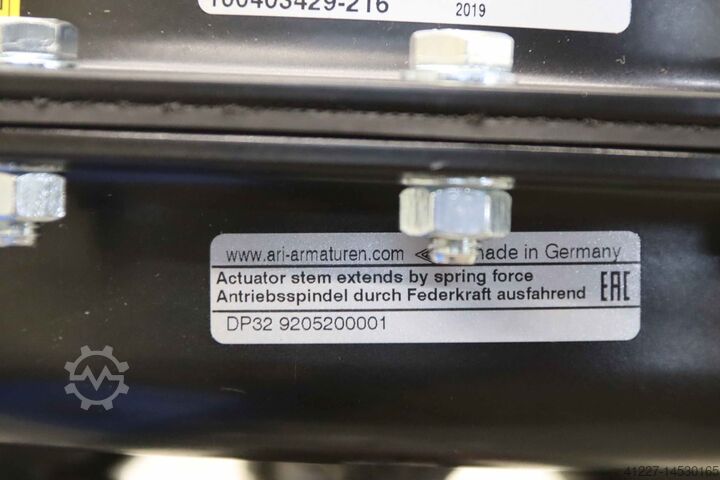 100403429-216 2019
www.ari-armaturen.com made in Germany
Actuator stem extends by spring force
Antriebsspindel durch Federkraft ausfahrend EAC
DP32 9205200001
41227-14530165